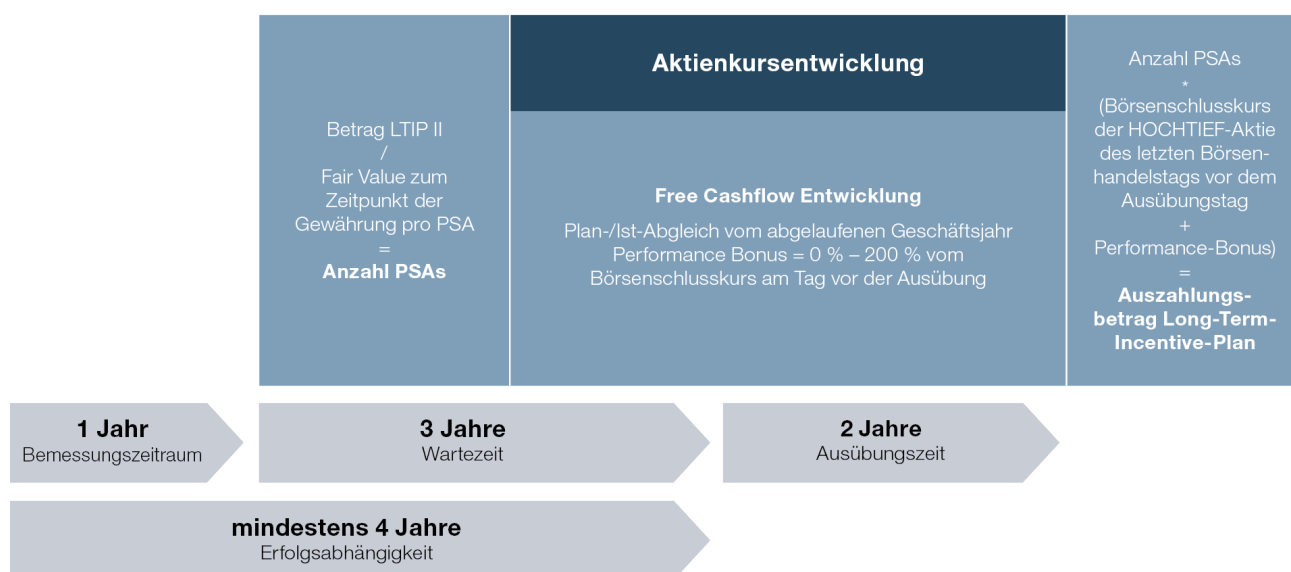 Betrag LTIP II
/
Fair Value zum
Zeitpunkt der
Gewährung pro PSA
=
Anzahl PSAs
Aktienkursentwicklung
Free Cashflow Entwicklung
Plan-/Ist-Abgleich vom abgelaufenen Geschäftsjahr
Performance Bonus = 0 % – 200 % vom
Börsenschlusskurs am Tag vor der Ausübung
Anzahl PSAs
*
(Börsenschlusskurs
der HOCHTIEF-Aktie
des letzten Börsen-
handelstags vor dem
Ausübungstag
+
Performance-Bonus)
=
Auszahlungs-
betrag Long-Term-
Incentive-Plan
1 Jahr
Bemessungszeitraum
3 Jahre
Wartezeit
2 Jahre
Ausübungszeit
mindestens 4 Jahre
Erfolgsabhängigkeit